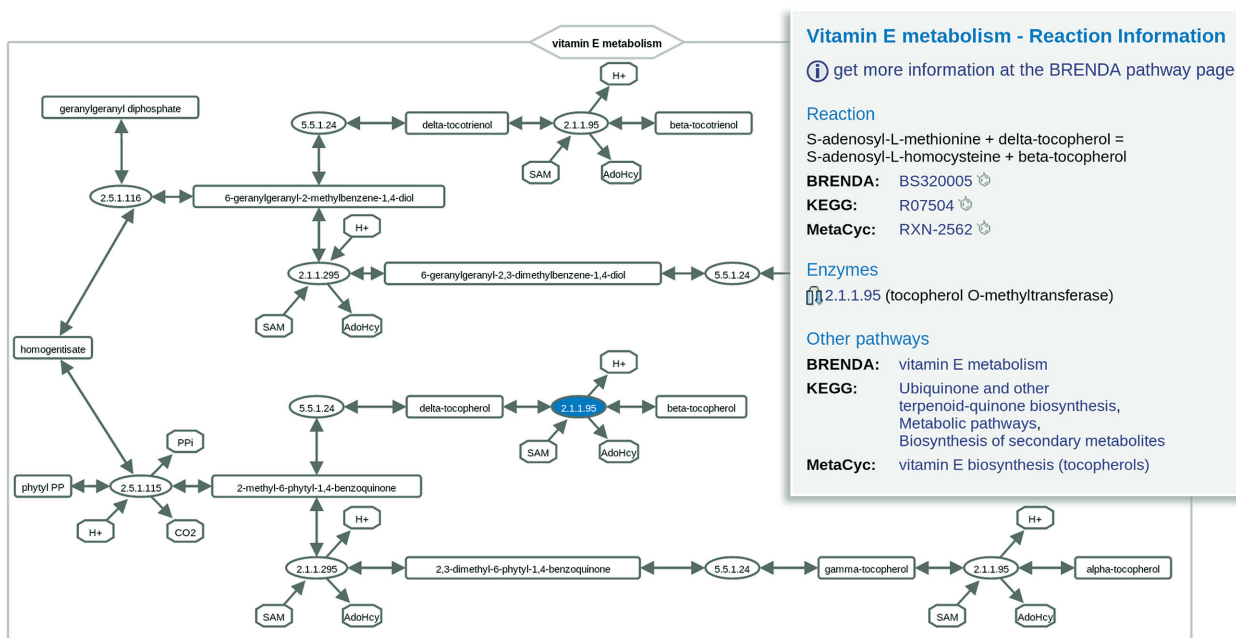 vitamin E metabolism
H+
geranylgeranyl diphosphate
5.5.1.24
delta-tocotrienol
2.1.1.95
beta-tocotrienol
SAM
AdoHcy
2.5.1.116
6-geranylgeranyl-2-methylbenzene-1,4-diol
H+
2.1.1.295
6-geranylgeranyl-2,3-dimethylbenzene-1,4-diol
5.5.1.24
SAM
AdoHcy
homogentisate
H+
5.5.1.24
delta-tocopherol
2.1.1.95
beta-tocopherol
PPi
SAM
AdoHcy
phytyl PP
2.5.1.115
2-methyl-6-phytyl-1,4-benzoquinone
H+
CO2
H+
H+
2.1.1.295
2,3-dimethyl-6-phytyl-1,4-benzoquinone
5.5.1.24
gamma-tocopherol
2.1.1.95
alpha-tocopherol
SAM
AdoHcy
SAM
AdoHcy
Vitamin E metabolism - Reaction Information
i get more information at the BRENDA pathway page
Reaction
S-adenosyl-L-methionine + delta-tocopherol =
S-adenosyl-L-homocysteine + beta-tocopherol
BRENDA: BS320005
KEGG: R07504
MetaCyc: RXN-2562
Enzymes
2.1.1.95 (tocopherol O-methyltransferase)
Other pathways
BRENDA: vitamin E metabolism
KEGG: Ubiquinone and other
terpenoid-quinone biosynthesis,
Metabolic pathways,
Biosynthesis of secondary metabolites
MetaCyc: vitamin E biosynthesis (tocopherols)